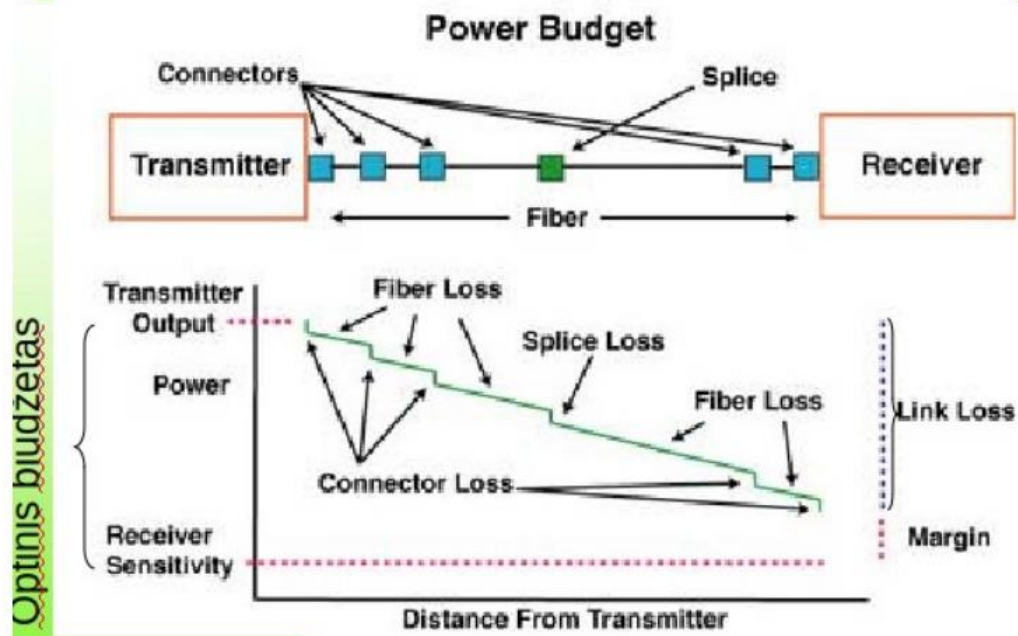 Power Budget
Connectors
Splice
Transmitter
Receiver
Fiber
Transmitter
Output
Fiber Loss
Splice Loss
Power
Fiber Loss
Link Loss
Connector Loss
Receiver
Sensitivity
Margin
Distance From Transmitter
Optinis biudzetas